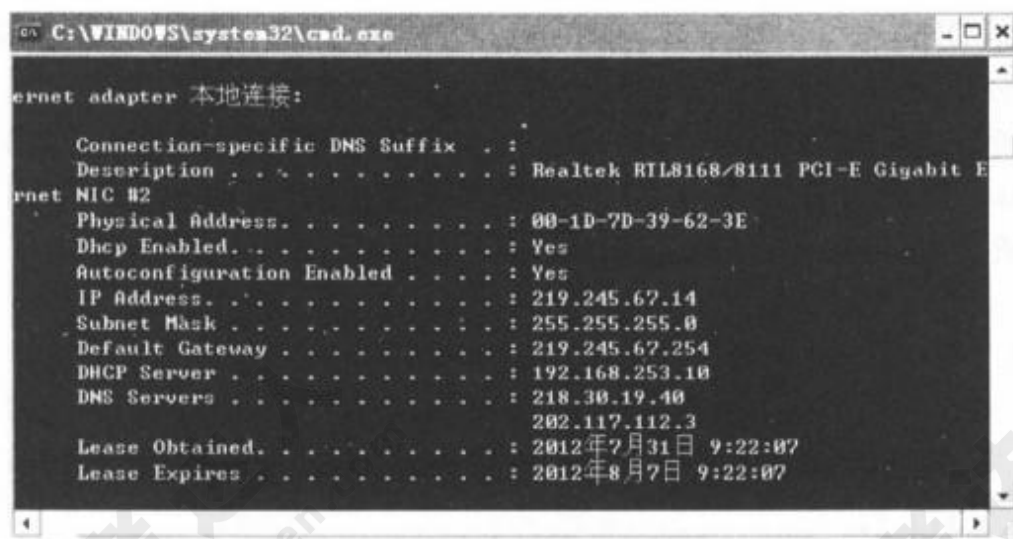 C:\WINDOWS\system32\cmd.exe
ernet adapter 本地连接:
Connection-specific DNS Suffix . :
Description . . . . . . . . . . . : Realtek RTL8168/8111 PCI-E Gigabit E
rnet NIC #2
Physical Address. . . . . . . . . : 00-1D-7D-39-62-3E
Dhcp Enabled. . . . . . . . . . . : Yes
Autoconfiguration Enabled . . . . : Yes
IP Address. . . . . . . . . . . . : 219.245.67.14
Subnet Mask . . . . . . . . . . . : 255.255.255.0
Default Gateway . . . . . . . . . : 219.245.67.254
DHCP Server . . . . . . . . . . . : 192.168.253.10
DNS Servers . . . . . . . . . . . : 218.30.19.40
202.117.112.3
Lease Obtained. . . . . . . . . . : 2012年7月31日 9:22:07
Lease Expires . . . . . . . . . . : 2012年8月7日 9:22:07